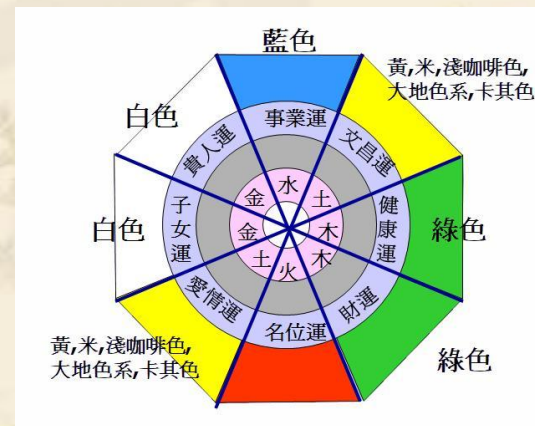 藍色
黃,米,淺咖啡色,
大地色系,卡其色
白色
事業運
貴人運
文昌運
水
金
土
子女運
健康運
白色
綠色
金
木
土
木
火
愛情運
財運
名位運
黃,米,淺咖啡色,
大地色系,卡其色
綠色